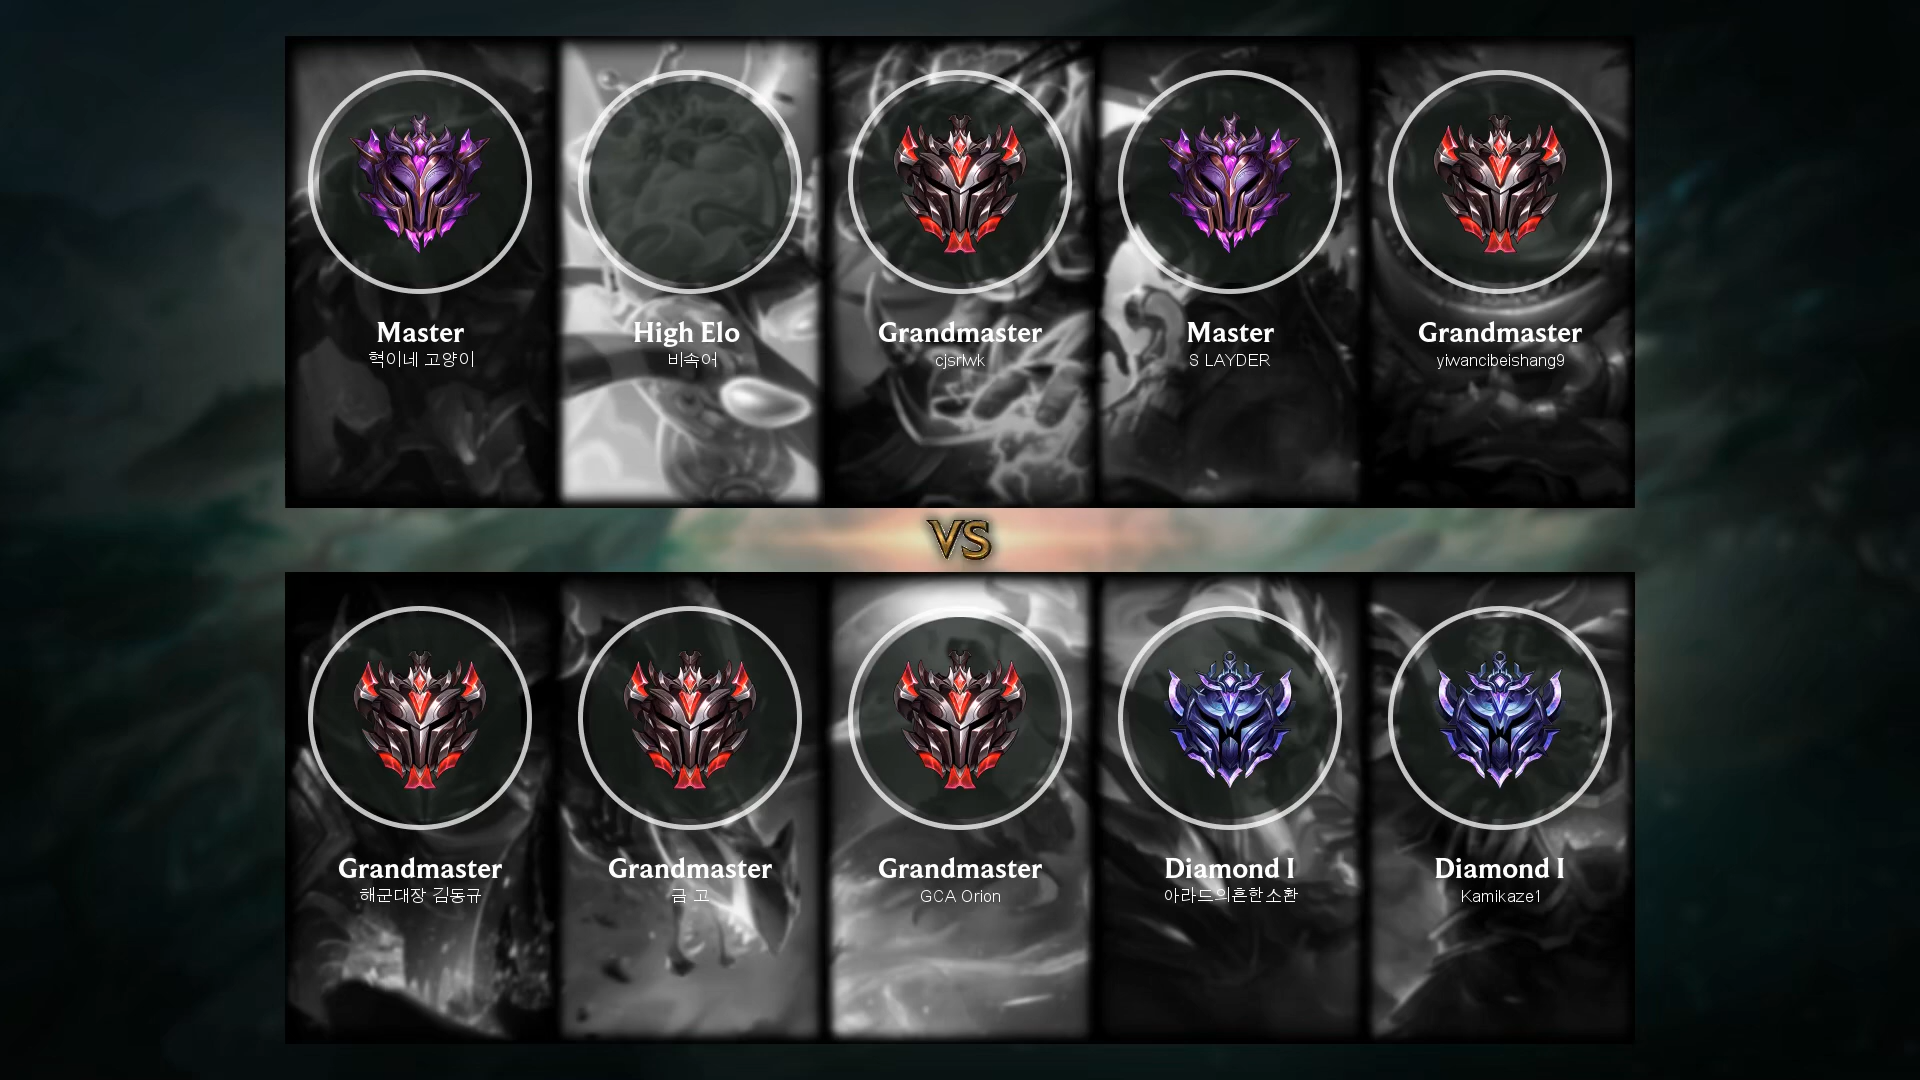 Master
혁이네 고양이
High Elo
비속어
Grandmaster
cjsrlwk
Master
S LAYDER
Grandmaster
yiwancibeishang9
VS
Grandmaster
해군대장 김동규
Grandmaster
금 고
Grandmaster
GCA Orion
Diamond I
아라드의흔한소환
Diamond I
Kamikaze1